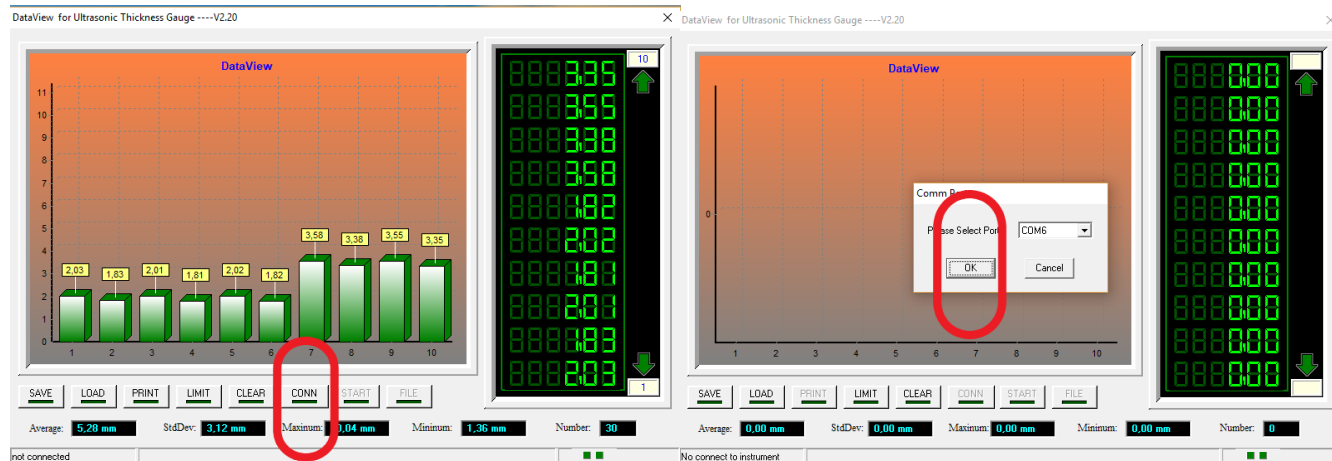 DataView for Ultrasonic Thickness Gauge ----V2.20
DataView
11
10
9
8
7
6
5
4
3
2
1
0
2,03
1,83
2,01
1,81
2,02
1,82
3,58
3,38
3,55
3,35
1 2 3 4 5 6 7 8 9 10
10
3,35
3,55
3,38
3,58
1,82
2,02
1,81
2,01
1,83
2,03
1
SAVE LOAD PRINT LIMIT CLEAR CONN START FILE
Average: 5,28 mm StdDev: 3,12 mm Maxinum: 0,04 mm Mininum: 1,36 mm Number: 30
not connected
DataView for Ultrasonic Thickness Gauge ----V2.20
DataView
0
1 2 3 4 5 6 7 8 9 10
Comm
Select Port
COM6
OK Cancel
0,00
0,00
0,00
0,00
0,00
0,00
0,00
0,00
0,00
0,00
SAVE LOAD PRINT LIMIT CLEAR CONN START FILE
Average: 0,00 mm StdDev: 0,00 mm Maxinum: 0,00 mm Mininum: 0,00 mm Number: 0
No connect to instrument